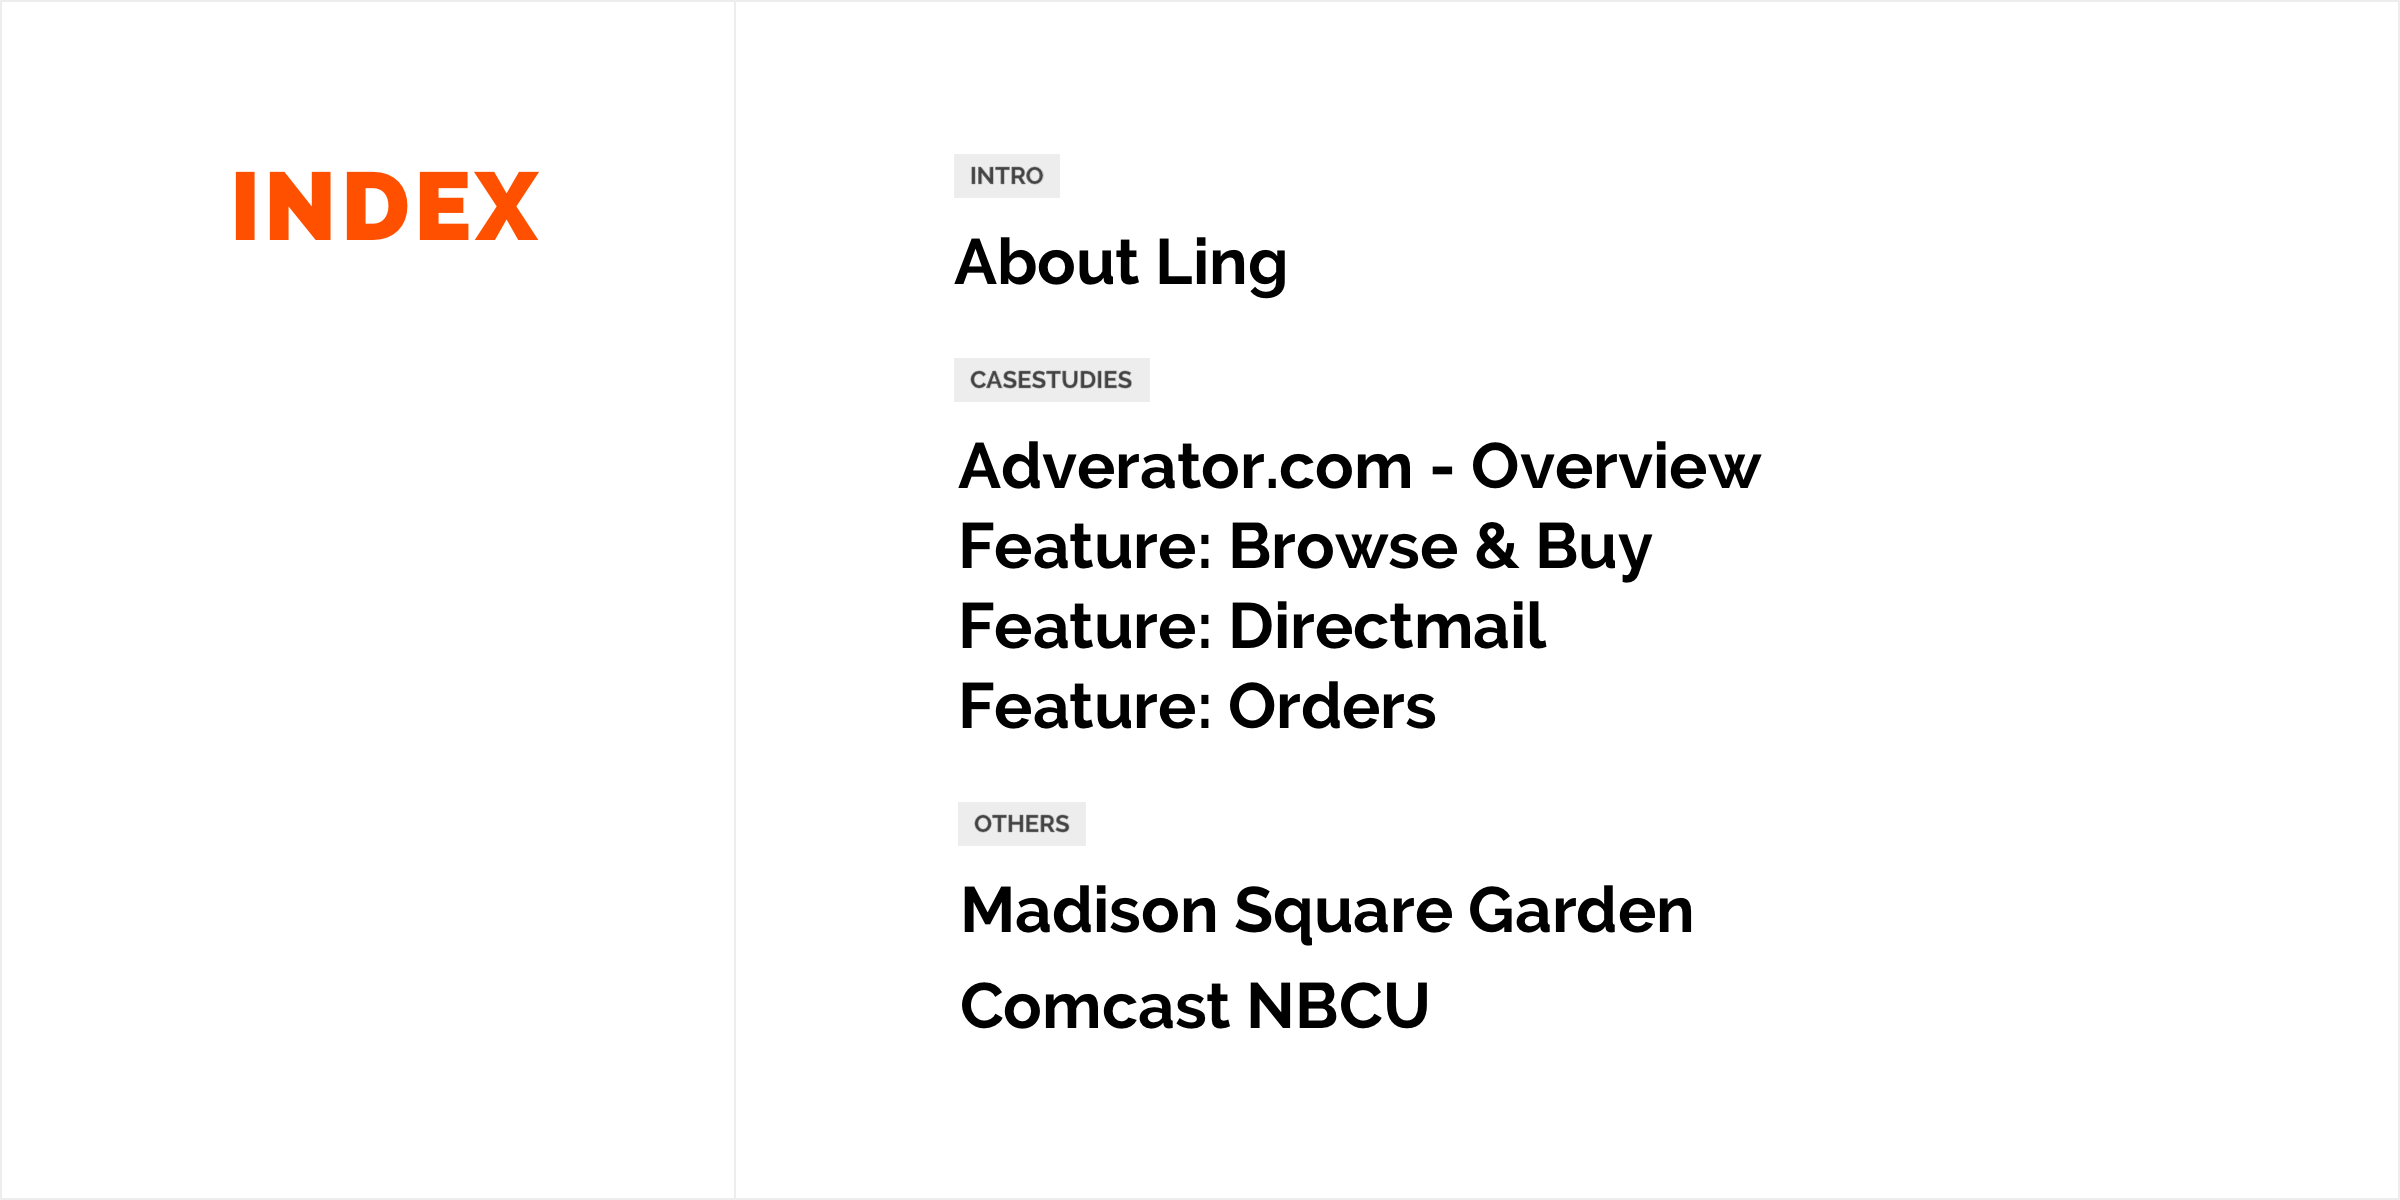 INDEX
INTRO
About Ling
CASESTUDIES
Adverator.com - Overview
Feature: Browse & Buy
Feature: Directmail
Feature: Orders
OTHERS
Madison Square Garden
Comcast NBCU